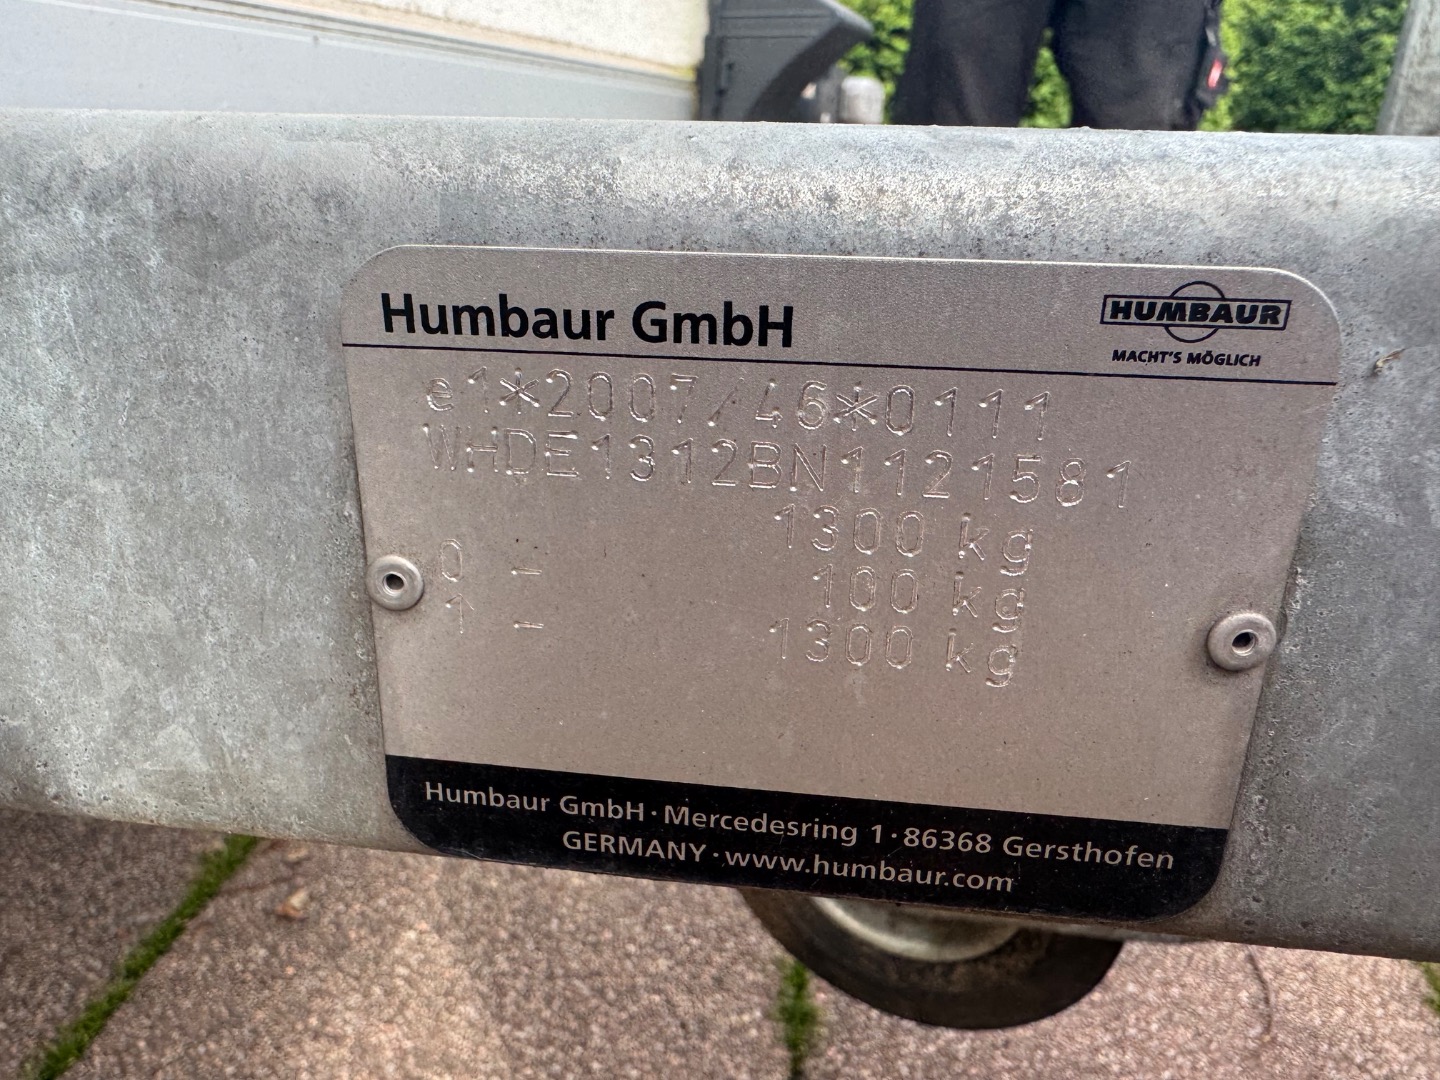 Humbaur GmbH
HUMBAUR
MACHT'S MÖGLICH
e1*2007/46*0111
WHDE1312BN1121581
1300 kg
0 - 100 kg
1 - 1300 kg
Humbaur GmbH · Mercedesring 1 · 86368 Gersthofen
GERMANY · www.humbaur.com